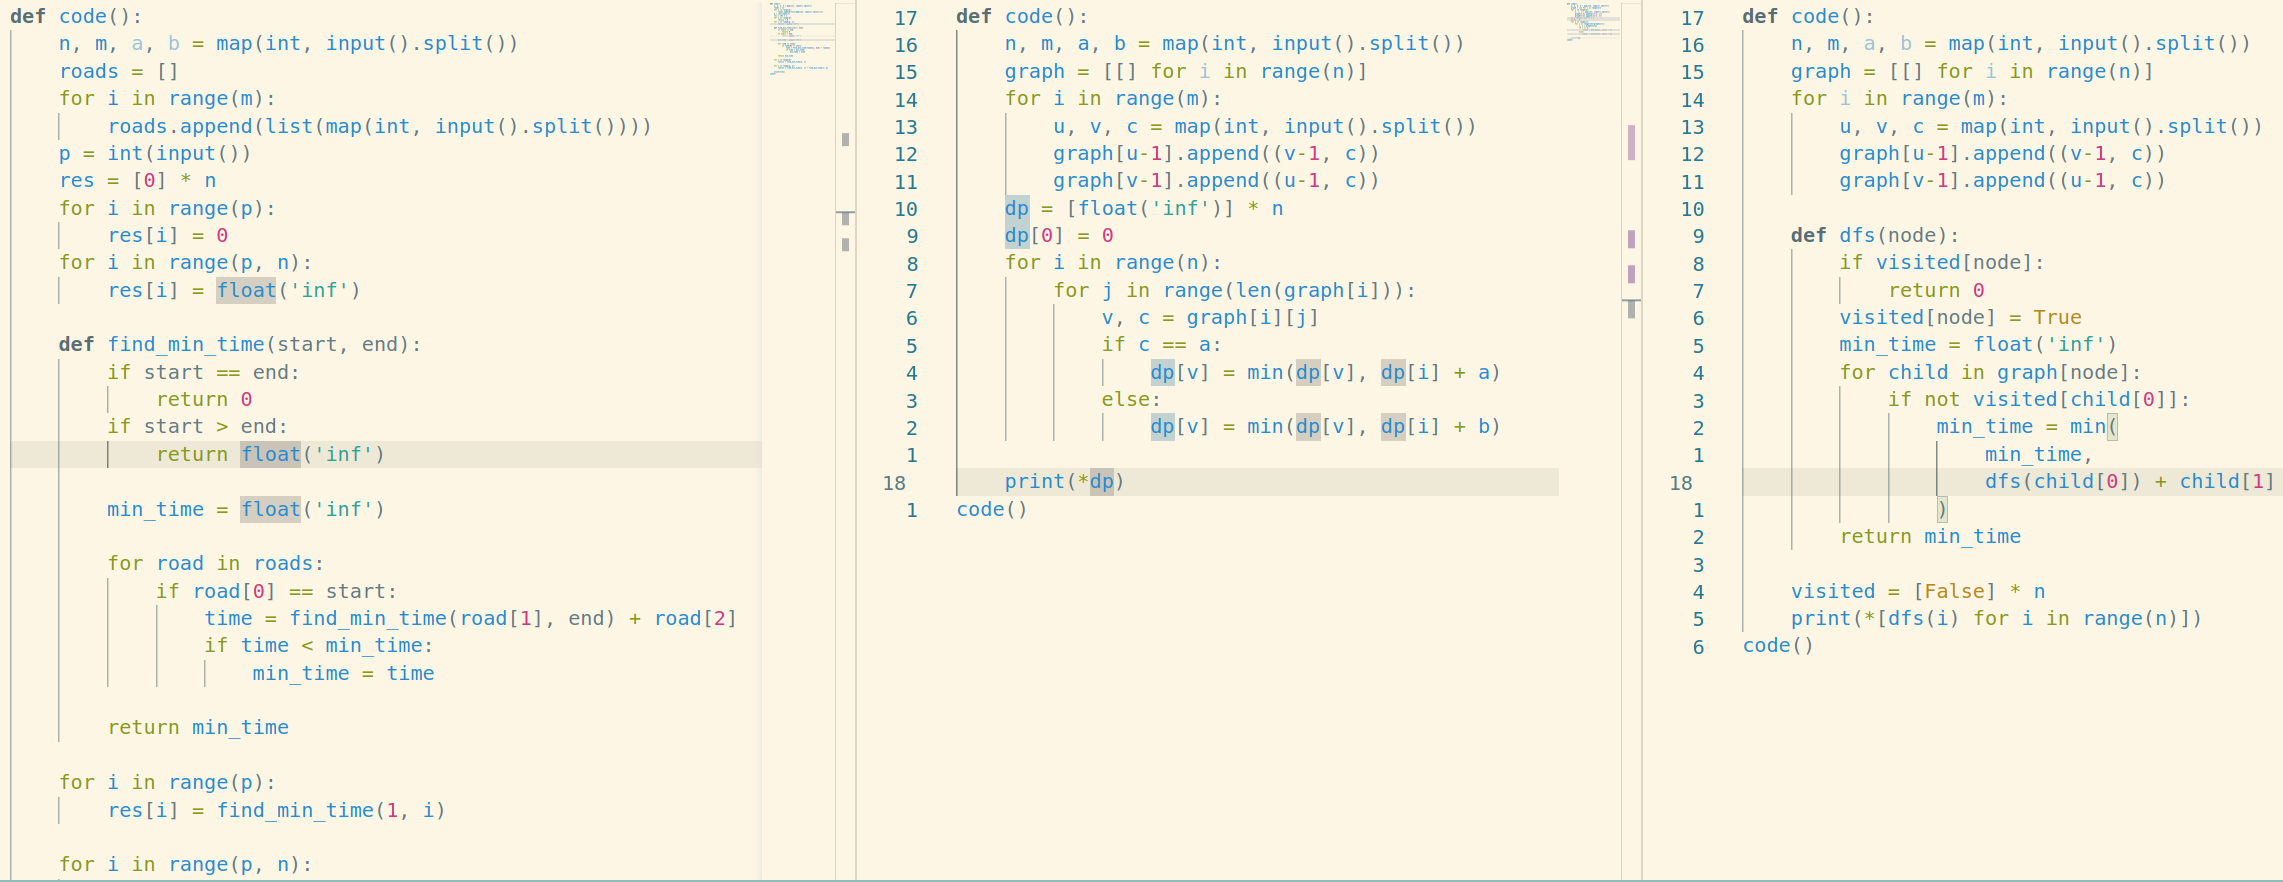 def code():
    n, m, a, b = map(int, input().split())
    roads = []
    for i in range(m):
        roads.append(list(map(int, input().split())))
    p = int(input())
    res = [0] * n
    for i in range(p):
        res[i] = 0
    for i in range(p, n):
        res[i] = float('inf')

    def find_min_time(start, end):
        if start == end:
            return 0
        if start > end:
            return float('inf')

        min_time = float('inf')

        for road in roads:
            if road[0] == start:
                time = find_min_time(road[1], end) + road[2]
                if time < min_time:
                    min_time = time

        return min_time

    for i in range(p):
        res[i] = find_min_time(1, i)

    for i in range(p, n):
17 def code():
16     n, m, a, b = map(int, input().split())
15     graph = [[] for i in range(n)]
14     for i in range(m):
13         u, v, c = map(int, input().split())
12         graph[u-1].append((v-1, c))
11         graph[v-1].append((u-1, c))
10     dp = [float('inf')] * n
9     dp[0] = 0
8     for i in range(n):
7         for j in range(len(graph[i])):
6             v, c = graph[i][j]
5             if c == a:
4                 dp[v] = min(dp[v], dp[i] + a)
3             else:
2                 dp[v] = min(dp[v], dp[i] + b)
1
18     print(*dp)
1 code()
17 def code():
16     n, m, a, b = map(int, input().split())
15     graph = [[] for i in range(n)]
14     for i in range(m):
13         u, v, c = map(int, input().split())
12         graph[u-1].append((v-1, c))
11         graph[v-1].append((u-1, c))
10
9     def dfs(node):
8         if visited[node]:
7             return 0
6         visited[node] = True
5         min_time = float('inf')
4         for child in graph[node]:
3             if not visited[child[0]]:
2                 min_time = min(
1                     min_time,
18                     dfs(child[0]) + child[1]
1                 )
2         return min_time
3
4     visited = [False] * n
5     print(*[dfs(i) for i in range(n)])
6 code()